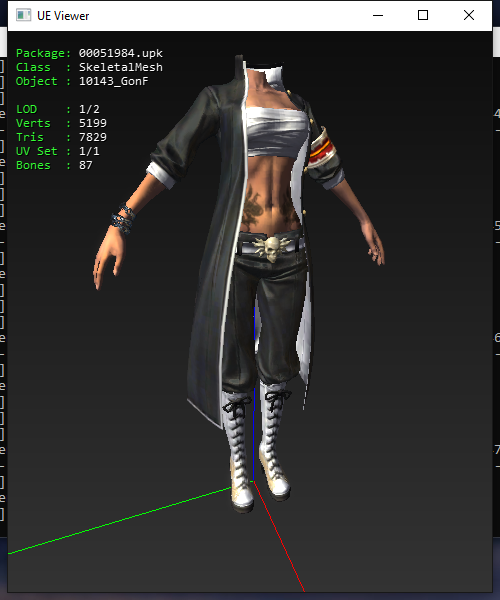 UE Viewer
Package: 00051984.upk
Class : SkeletalMesh
Object : 10143_GonF
LOD : 1/2
Verts : 5199
Tris : 7829
UV Set : 1/1
Bones : 87